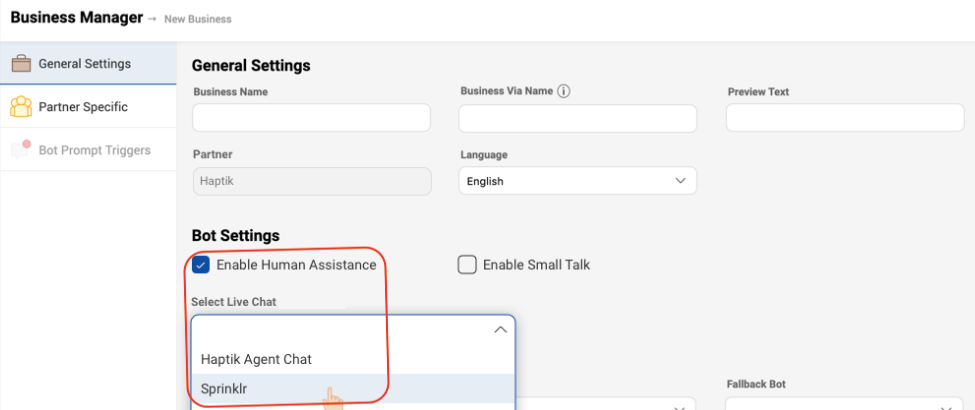 Business Manager → New Business
General Settings
Partner Specific
Bot Prompt Triggers
General Settings
Business Name
Business Via Name
Preview Text
Partner
Language
Haptik
English
Bot Settings
Enable Human Assistance
Enable Small Talk
Select Live Chat
Haptik Agent Chat
Sprinklr
Fallback Bot